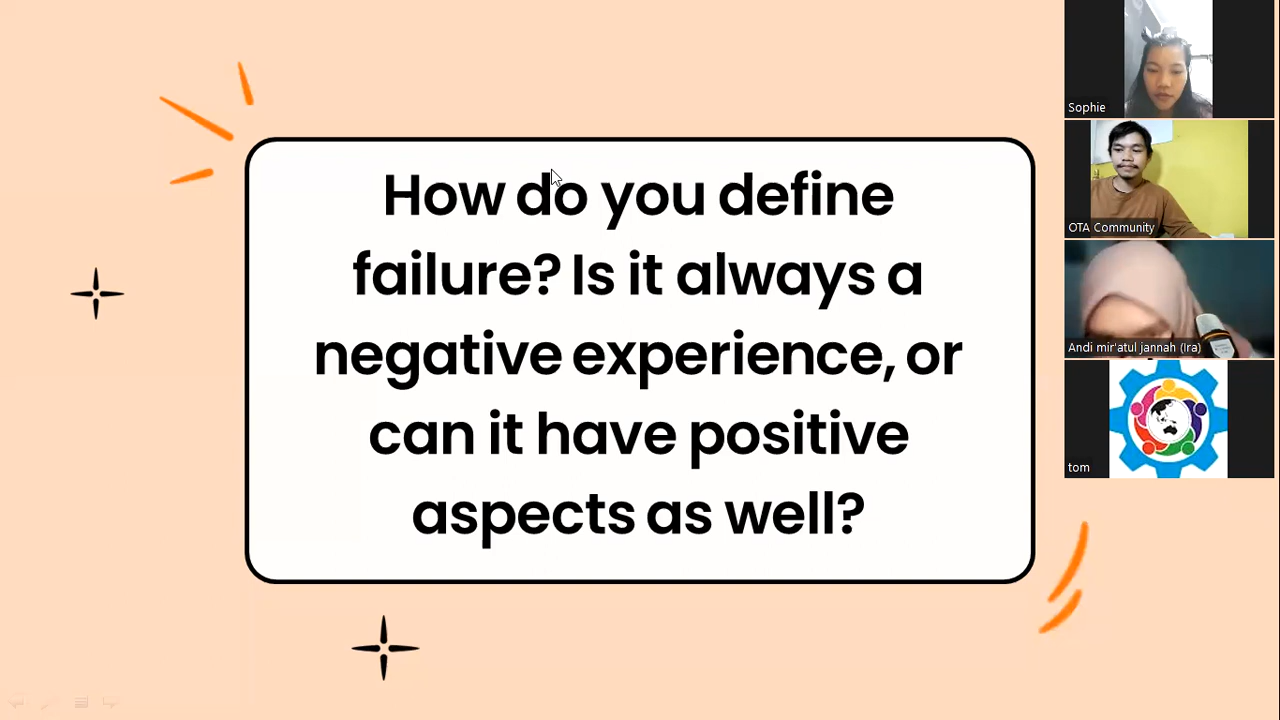 How do you define
failure? Is it always a
negative experience, or
can it have positive
aspects as well?
Sophie
OTA Community
Andi mir'atul jannah (Ira)
tom